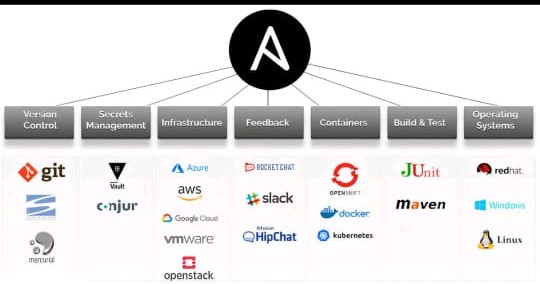 Version
Control
Secrets
Management
Infrastructure
Feedback
Containers
Build & Test
Operating
Systems
git
mercurial
Vault
conjur
Azure
aws
Google Cloud
vmware
openstack.
ROCKET.CHAT
slack
Atlassian
HipChat
OPENSHIFT
docker
kubernetes
JUnit
maven
redhat.
Windows
Linux